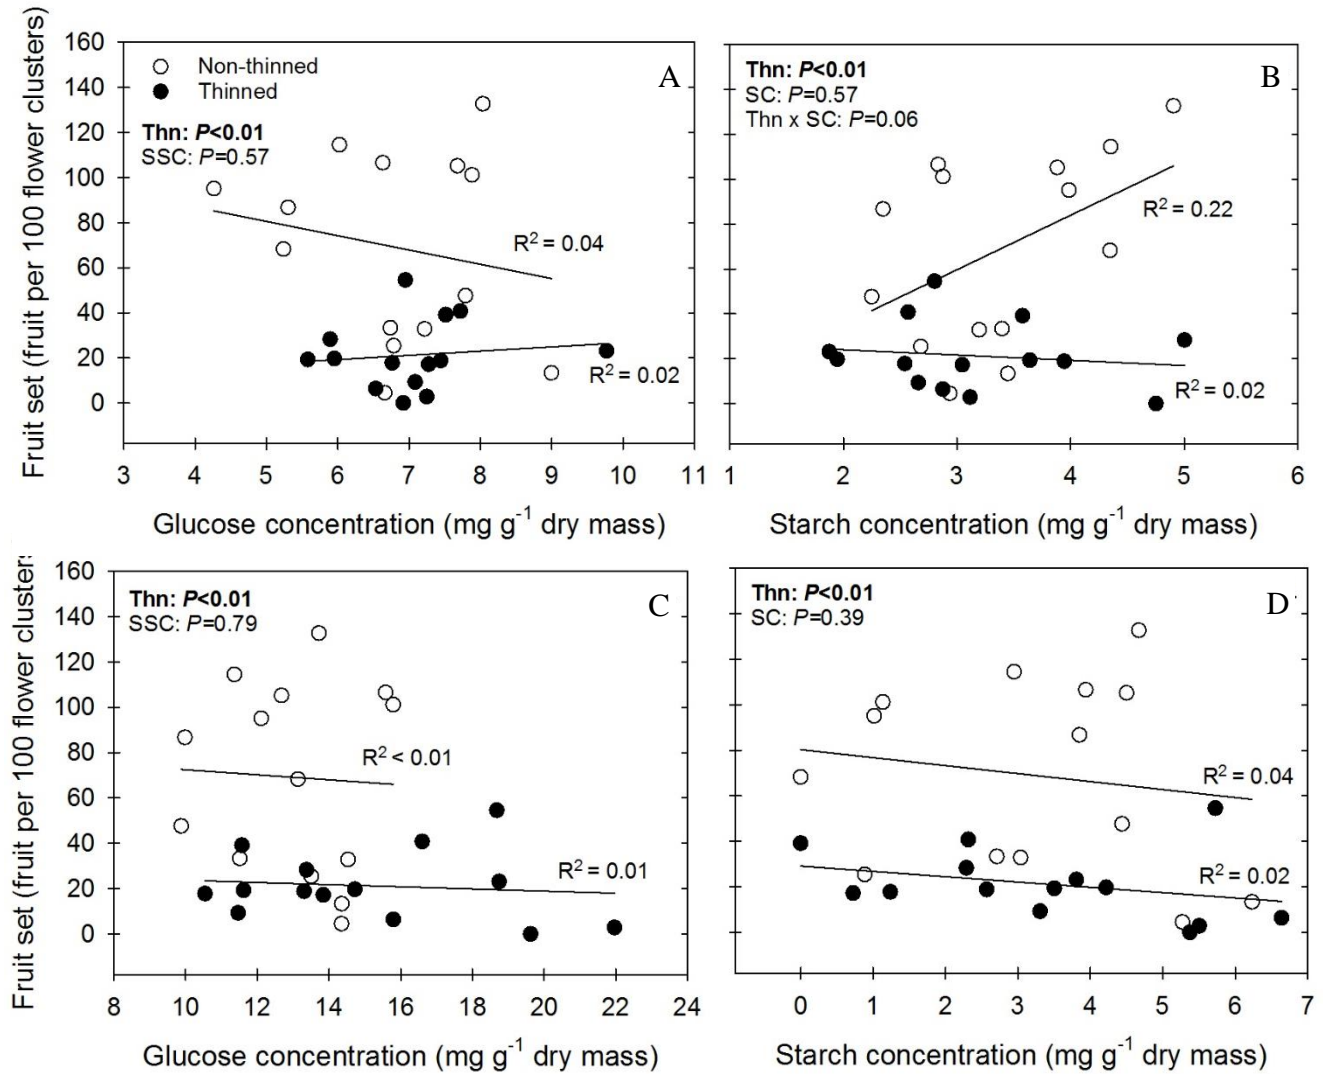 Fruit set (fruit per 100 flower clusters)
160
140
120
100
80
60
40
20
0
Non-thinned
Thinned
Thn: P<0.01
SSC: P=0.57
A
R² = 0.04
R² = 0.02
3 4 5 6 7 8 9 10 11
Glucose concentration (mg g⁻¹ dry mass)
Thn: P<0.01
SC: P=0.57
Thn x SC: P=0.06
B
R² = 0.22
R² = 0.02
1 2 3 4 5 6
Starch concentration (mg g⁻¹ dry mass)
Fruit set (fruit per 100 flower clusters
160
140
120
100
80
60
40
20
0
Thn: P<0.01
SSC: P=0.79
C
R² < 0.01
R² = 0.01
8 10 12 14 16 18 20 22 24
Glucose concentration (mg g⁻¹ dry mass)
Thn: P<0.01
SC: P=0.39
D
R² = 0.04
R² = 0.02
0 1 2 3 4 5 6 7
Starch concentration (mg g⁻¹ dry mass)